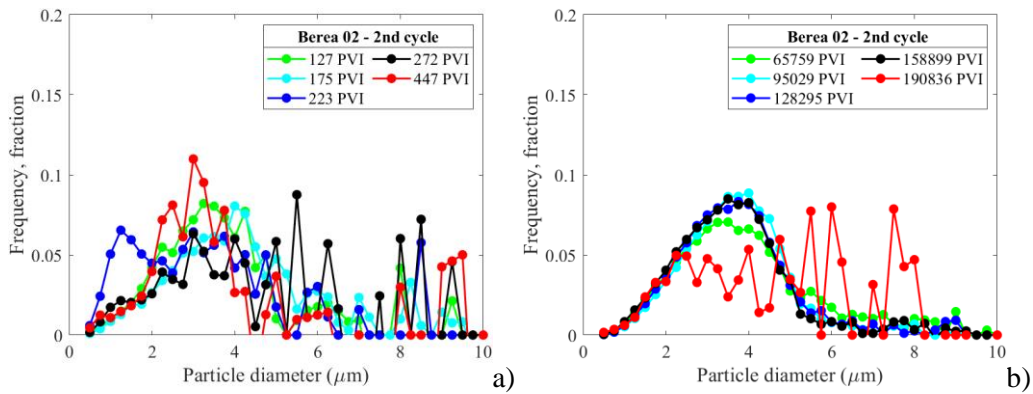 0.2
0.15
0.1
0.05
0
Frequency, fraction
Berea 02 - 2nd cycle
127 PVI
272 PVI
175 PVI
447 PVI
223 PVI
0 2 4 6 8 10
Particle diameter (μm)
a)
0.2
0.15
0.1
0.05
0
Frequency, fraction
Berea 02 - 2nd cycle
65759 PVI
158899 PVI
95029 PVI
190836 PVI
128295 PVI
0 2 4 6 8 10
Particle diameter (μm)
b)